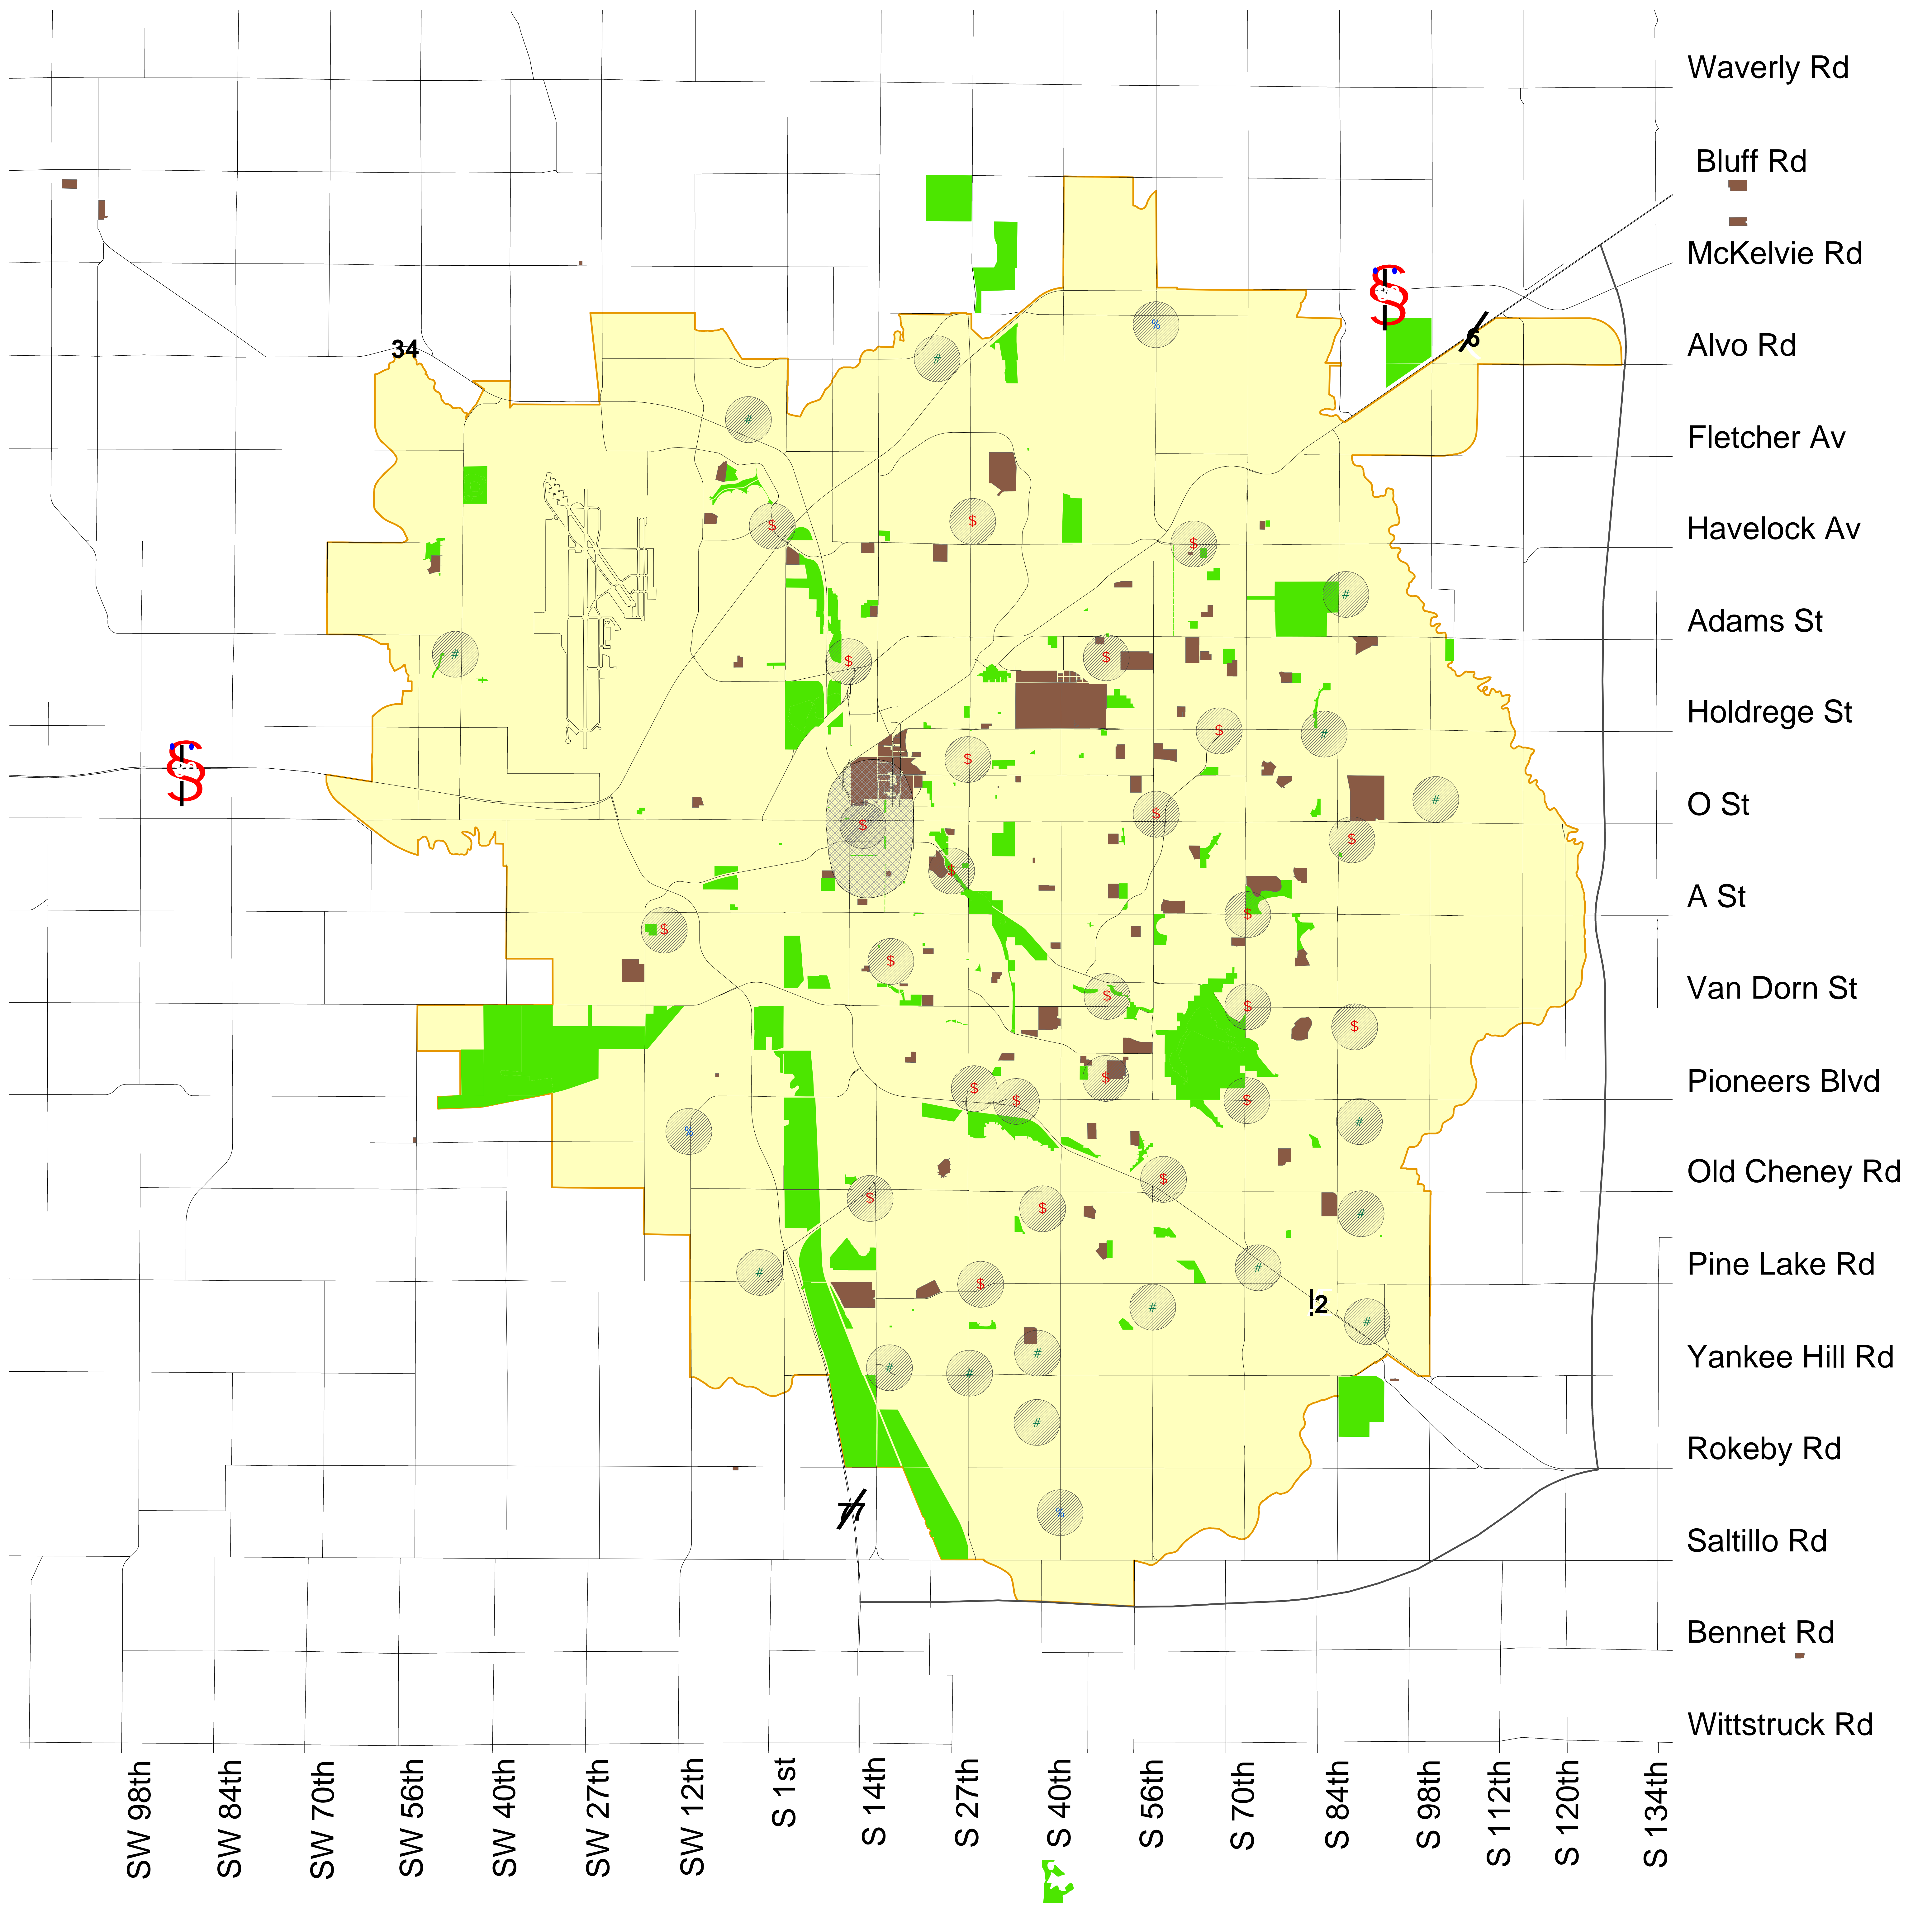 Waverly Rd
Bluff Rd
McKelvie Rd
Alvo Rd
Fletcher Av
Havelock Av
Adams St
Holdrege St
O St
A St
Van Dorn St
Pioneers Blvd
Old Cheney Rd
Pine Lake Rd
Yankee Hill Rd
Rokeby Rd
Saltillo Rd
Bennet Rd
Wittstruck Rd
34
6
2
77
%
#
#
$
$
$
#
#
$
$
$
#
$
$
#
$
$
$
$
$
$
$
$
$
$
$
$
$
#
%
$
$
$
#
#
#
$
#
#
#
#
#
#
%
SW 98th
SW 84th
SW 70th
SW 56th
SW 40th
SW 27th
SW 12th
S 1st
S 14th
S 27th
S 40th
S 56th
S 70th
S 84th
S 98th
S 112th
S 120th
S 134th